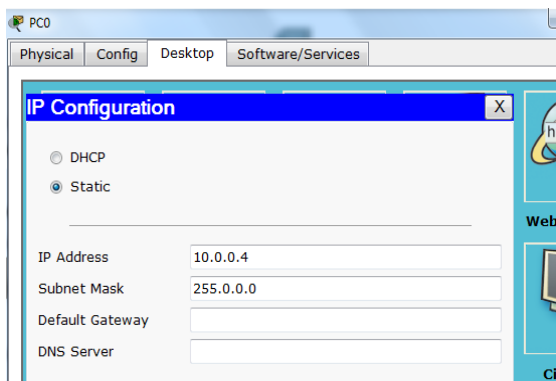 PC0
Physical Config Desktop Software/Services
IP Configuration X
DHCP
Static
IP Address 10.0.0.4
Subnet Mask 255.0.0.0
Default Gateway
DNS Server
Web